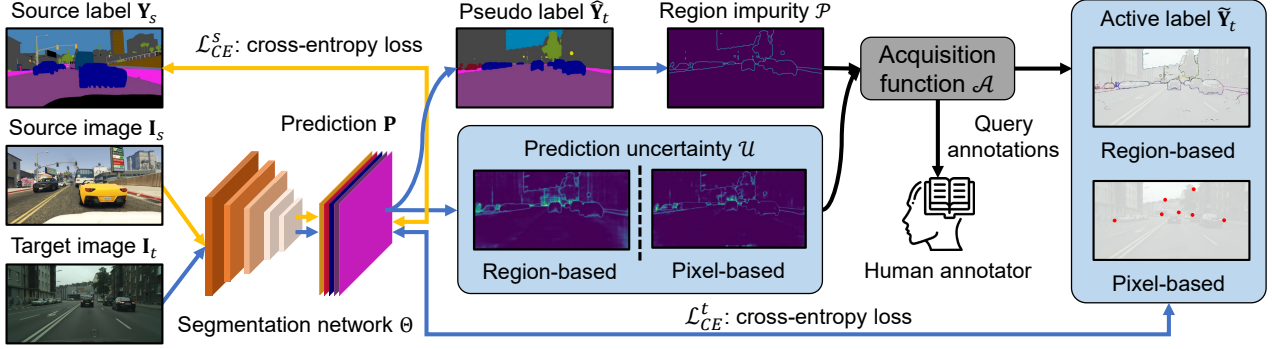 Source label Y_s
Source image I_s
Target image I_t
ℒ^s_CE: cross-entropy loss
Prediction P
Segmentation network Θ
Pseudo label Ŷ_t
Region impurity 𝒫
Prediction uncertainty 𝒰
Region-based
Pixel-based
Acquisition
function 𝒜
Query
annotations
Human annotator
ℒ^t_CE: cross-entropy loss
Active label Ỹ_t
Region-based
Pixel-based